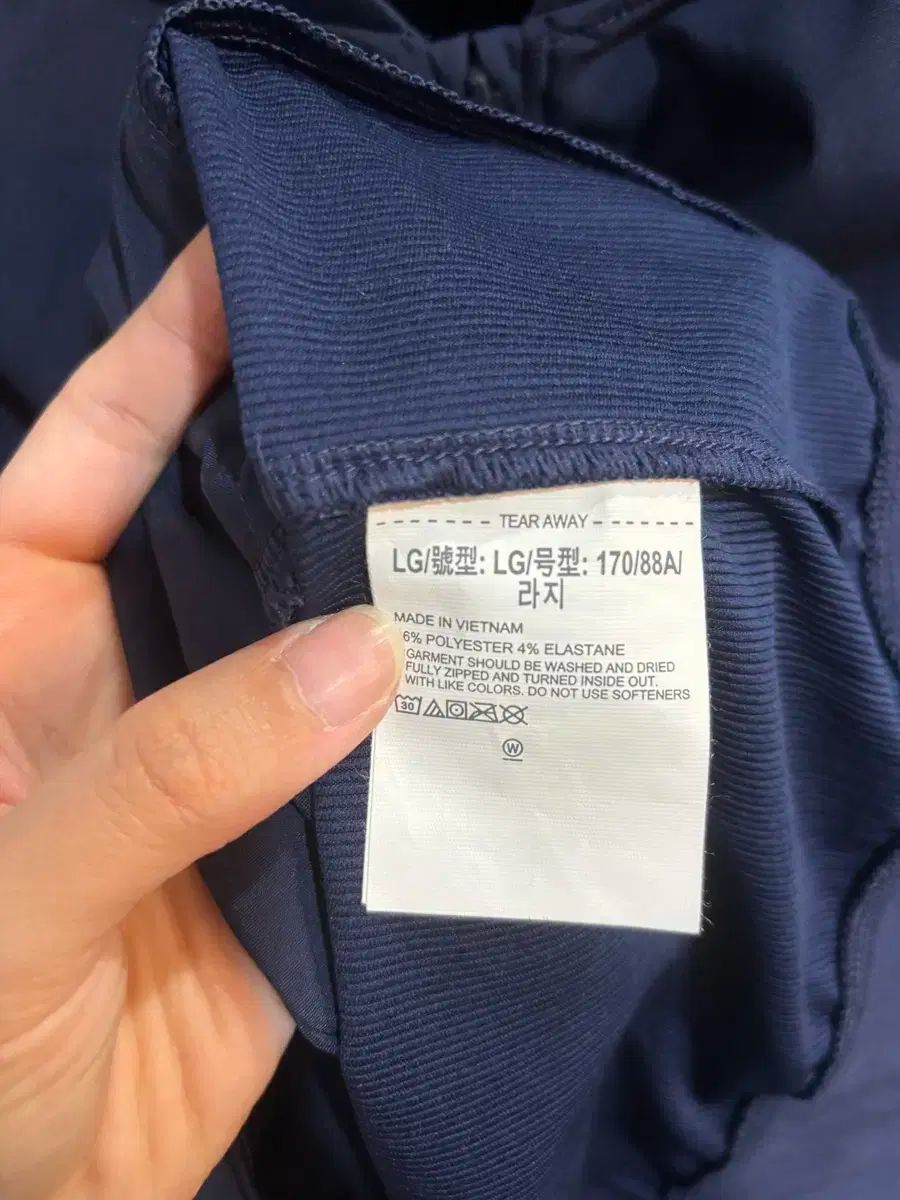 TEAR AWAY
LG/號型: LG/号型: 170/88A/
라지
MADE IN VIETNAM
6% POLYESTER 4% ELASTANE
GARMENT SHOULD BE WASHED AND DRIED
FULLY ZIPPED AND TURNED INSIDE OUT.
WITH LIKE COLORS. DO NOT USE SOFTENERS
30
W